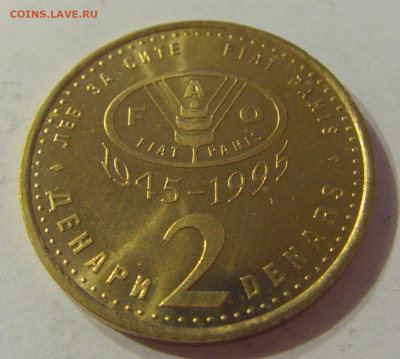 COINS.LAVE.RU
ЛЕБ ЗА СИТЕ FIAT PANIS
F A O
FIAT PANIS
1945-1995
2
ДЕНАРИ DENARS